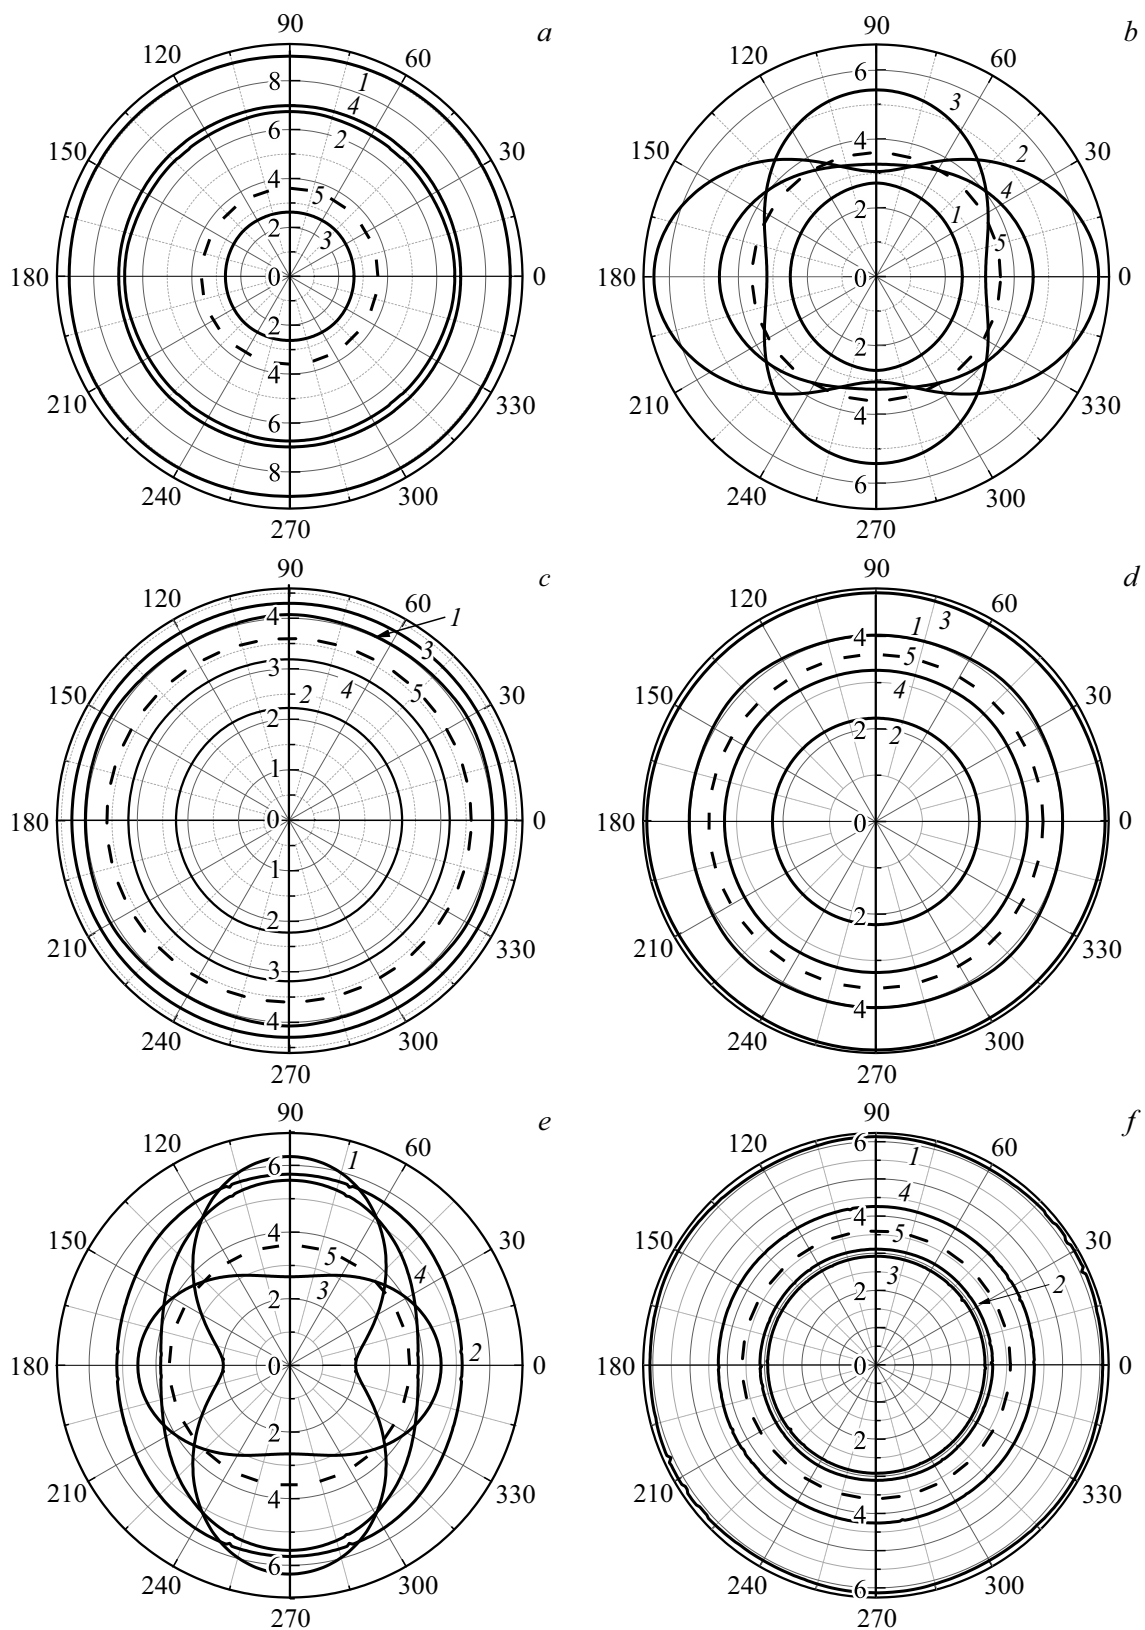 90 a 90 b
120 60 120 60
8 1 6 3
4
6 2 4
150 30 150 2 30
4 5 4
2 3 2 1 5
180 0 0 180 0 0
2 2
4 4
210 330 210 330
6
8 6
240 300 240 300
270 270
90 c 90 d
120 60 120 60
4 1 4 1 3
3 5
3 4 5 4
150 2 30 150 30
2 2 2
1
180 0 0 180 0 0
1
2 2
210 330 210 330
3
4 4
240 300 240 300
270 270
90 e 90 f
120 60 120 60
6 1 6 1
4
4 5 4 5
150 30 150 30
4 3 2
2 3 2
2
180 0 0 180 0 0
2 2
4 4
210 330 210 330
6 6
240 300 240 300
270 270